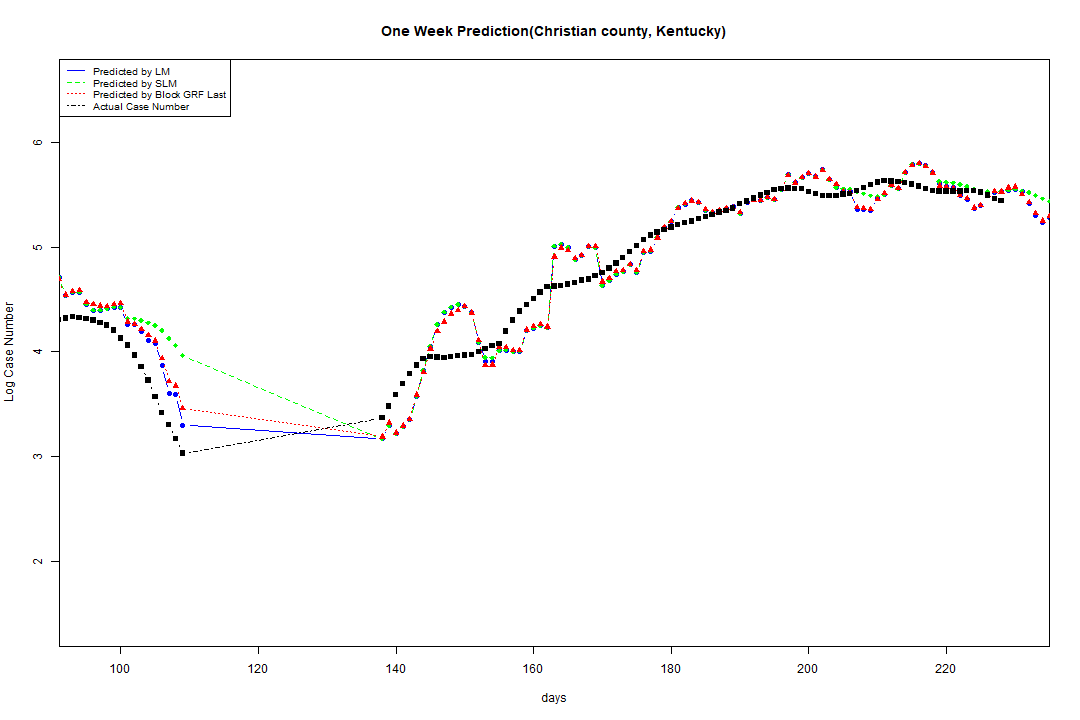 One Week Prediction(Christian county, Kentucky)
Predicted by LM
Predicted by SLM
Predicted by Block GRF Last
Actual Case Number
6
5
4
3
2
Log Case Number
100 120 140 160 180 200 220
days